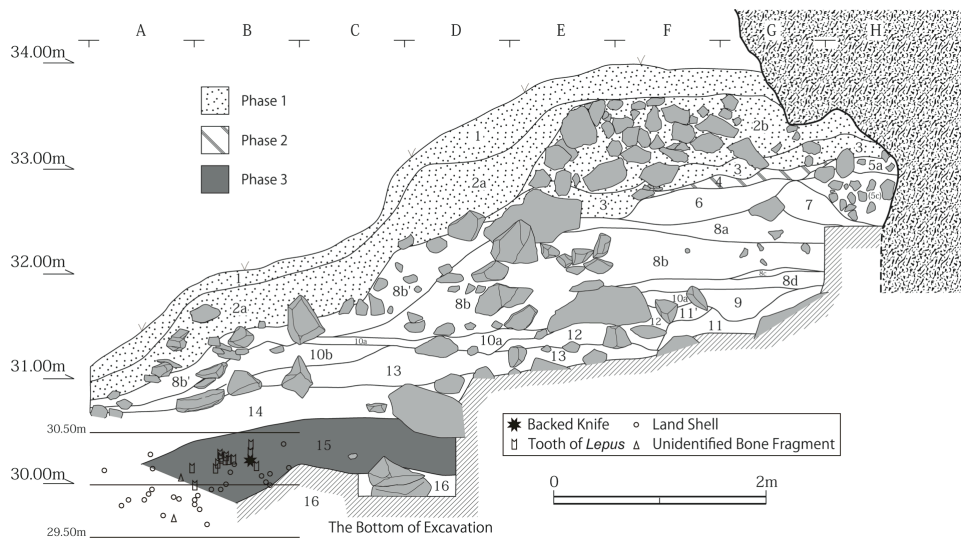 A B C D E F G H
34.00m
33.00m
32.00m
31.00m
30.50m
30.00m
29.50m
Phase 1
Phase 2
Phase 3
1
2a
2b
3
3
3
4
5a
(5c)
6
7
8a
8b
8c
8d
8b'
8b
1
2a
8b'
9
10a
11'
11
12
12
13
10a
10a
10b
13
14
15
16
16
Backed Knife
Land Shell
Tooth of Lepus
Unidentified Bone Fragment
0 2m
The Bottom of Excavation